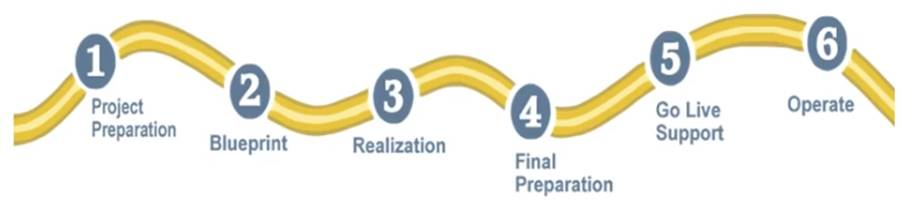 1
Project
Preparation
2
Blueprint
3
Realization
4
Final
Preparation
5
Go Live
Support
6
Operate